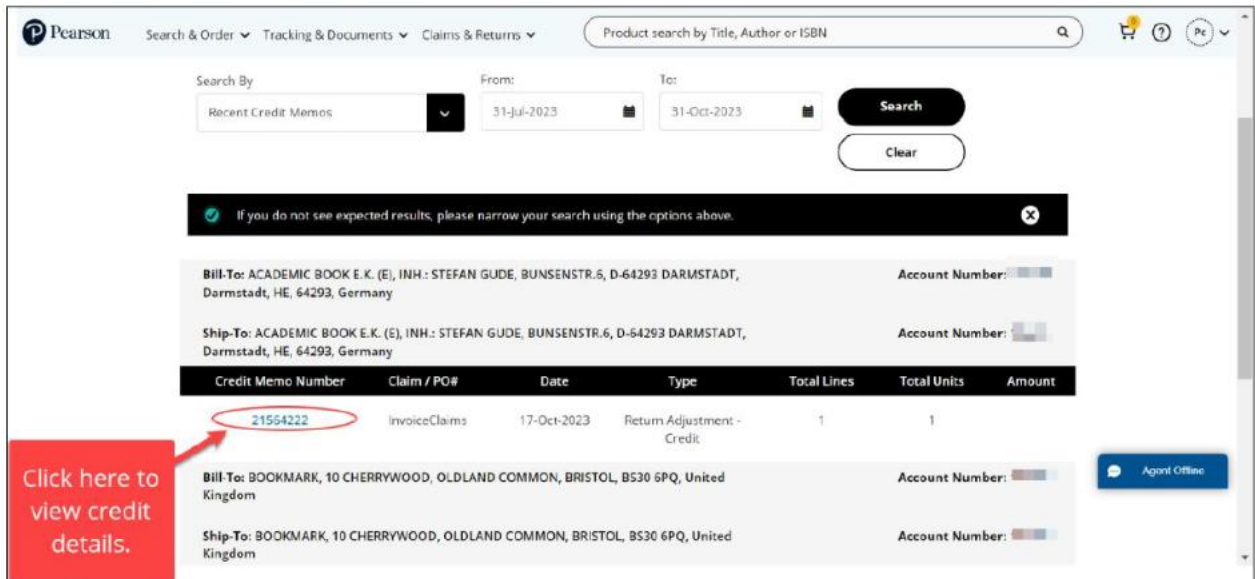 Pearson
Search & Order Tracking & Documents Claims & Returns Product search by Title, Author or ISBN 0 Pe
Search By From: To:
Recent Credit Memos 31-Jul-2023 31-Oct-2023 Search
Clear
If you do not see expected results, please narrow your search using the options above.
Bill-To: ACADEMIC BOOK E.K. (E), INH.: STEFAN GUDE, BUNSENSTR.6, D-64293 DARMSTADT, Account Number:
Darmstadt, HE, 64293, Germany
Ship-To: ACADEMIC BOOK E.K. (E), INH.: STEFAN GUDE, BUNSENSTR.6, D-64293 DARMSTADT, Account Number:
Darmstadt, HE, 64293, Germany
Credit Memo Number Claim / PO# Date Type Total Lines Total Units Amount
21564222 InvoiceClaims 17-Oct-2023 Return Adjustment - 1 1
Credit
Click here to
view credit
details.
Bill-To: BOOKMARK, 10 CHERRYWOOD, OLDLAND COMMON, BRISTOL, BS30 6PQ, United Account Number:
Kingdom
Agent Offline
Ship-To: BOOKMARK, 10 CHERRYWOOD, OLDLAND COMMON, BRISTOL, BS30 6PQ, United Account Number:
Kingdom